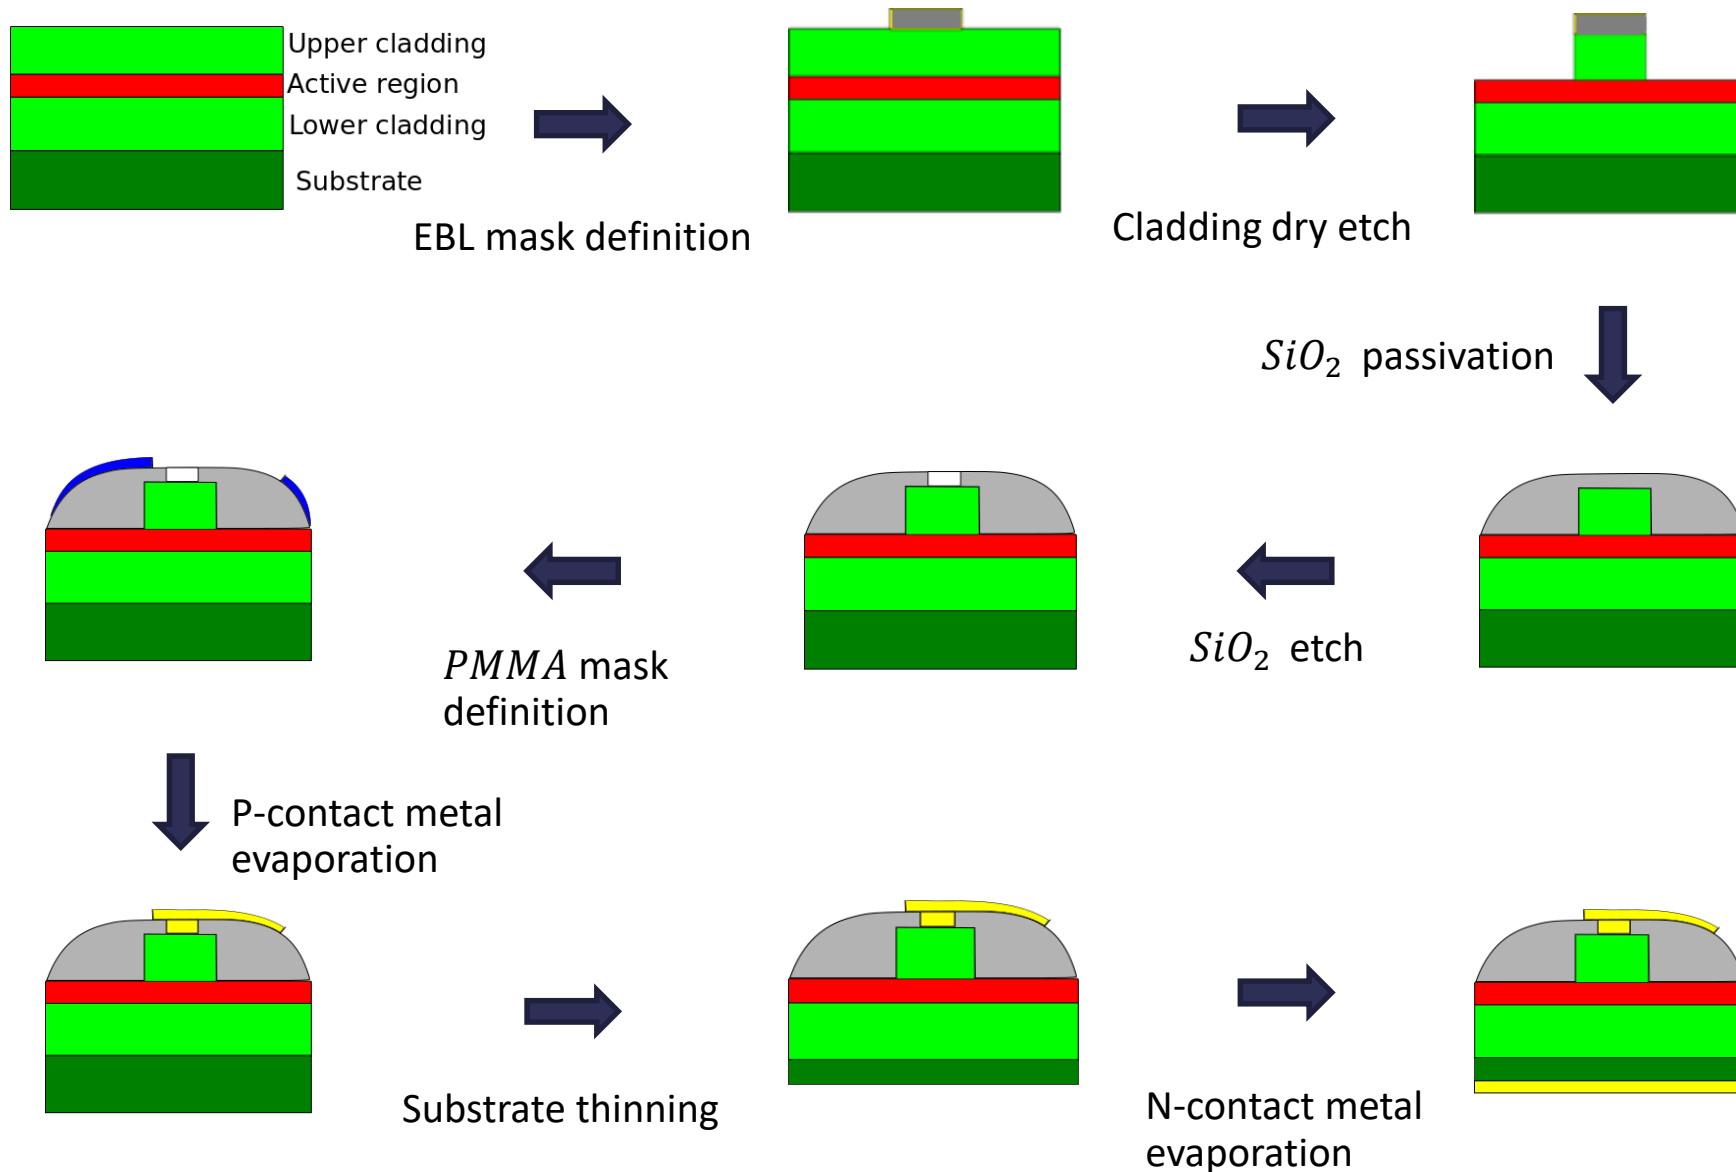 Upper cladding
Active region
Lower cladding
Substrate
EBL mask definition
Cladding dry etch
SiO₂ passivation
SiO₂ etch
PMMA mask
definition
P-contact metal
evaporation
Substrate thinning
N-contact metal
evaporation